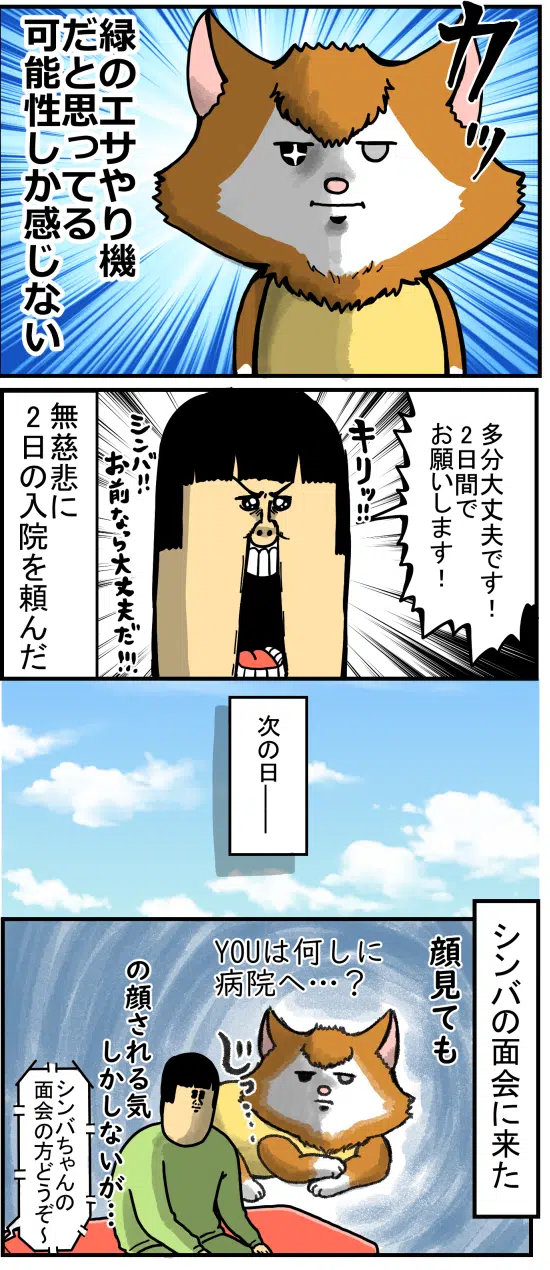 カッ
緑のエサやり機
だと思ってる
可能性しか感じない
多分大丈夫です！
2日間で
お願いします！
キリッ!!
シンバ!!
お前なら大丈夫だ!!!
無慈悲に
2日の入院を頼んだ
次の日―
シンバの面会に来た
顔見ても
YOUは何しに
病院へ…？
の顔される気
しかしないが…
じっ……
シンバちゃんの
面会の方どうぞ〜